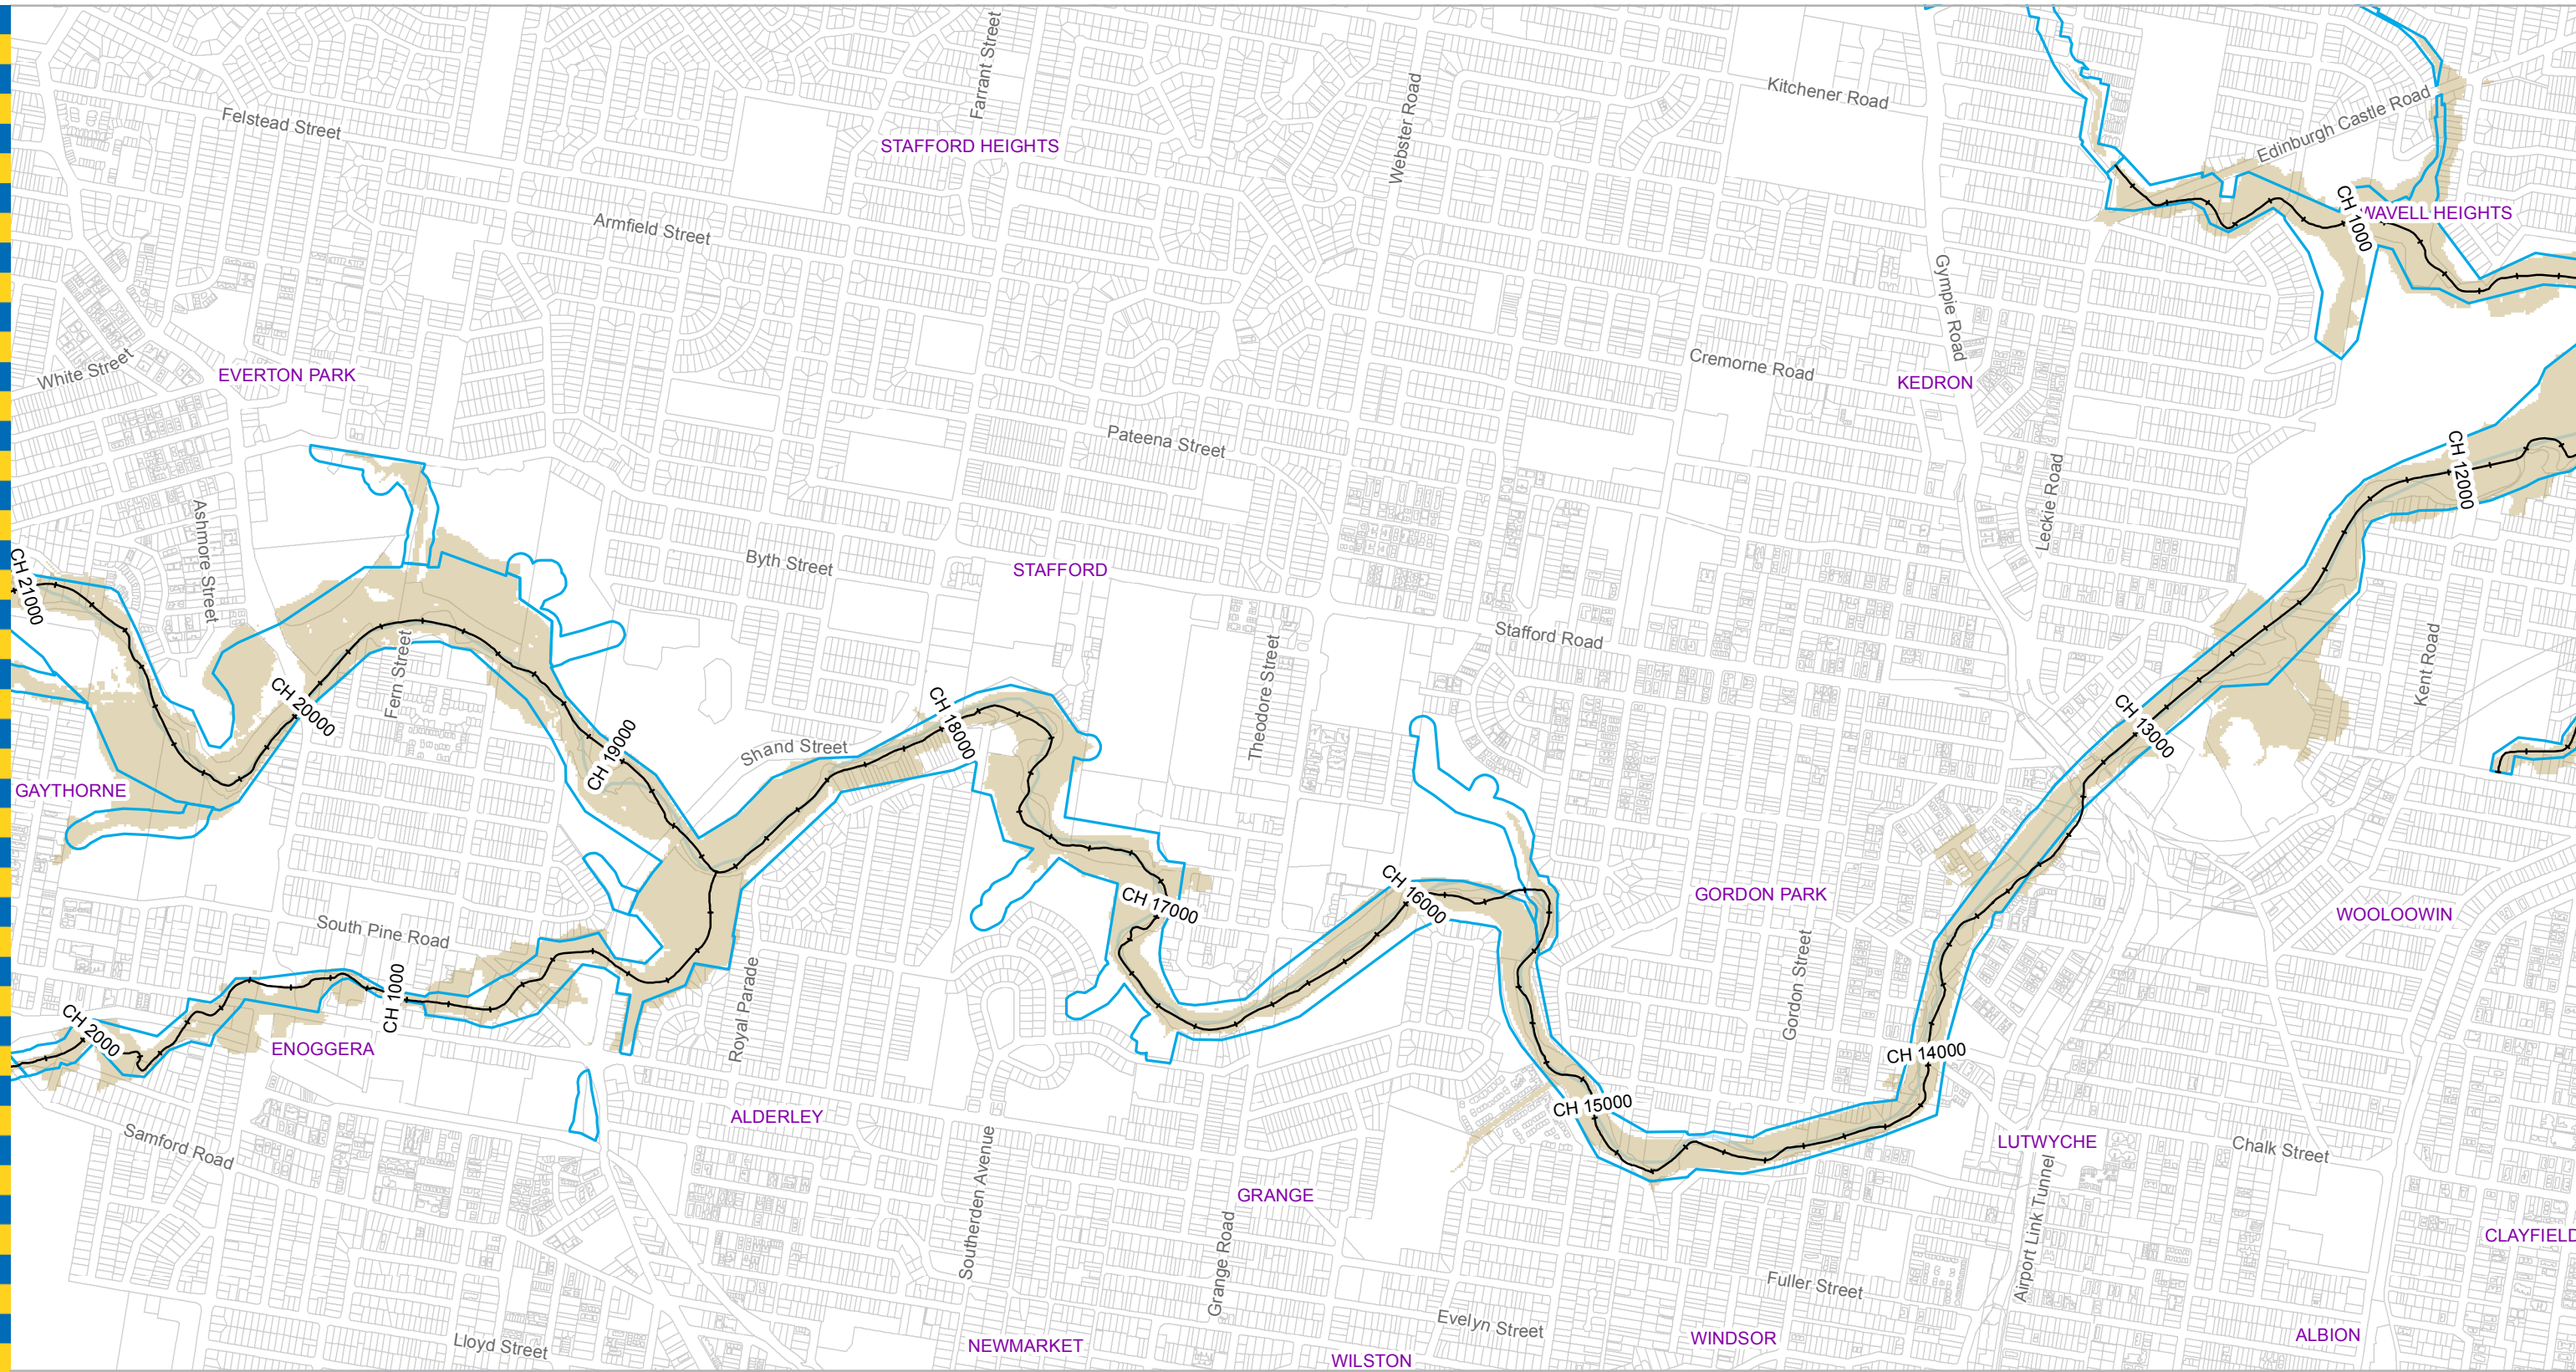 Farrant Street
Felstead Street
STAFFORD HEIGHTS
Webster Road
Kitchener Road
Edinburgh Castle Road
Armfield Street
CH 1000
WAVELL HEIGHTS
Gympie Road
White Street
EVERTON PARK
Cremorne Road
KEDRON
Pateena Street
CH 12000
Leckie Road
Ashmore Street
CH 21000
Byth Street
STAFFORD
Stafford Road
Theodore Street
Fern Street
Kent Road
CH 20000
CH 19000
Shand Street
CH 18000
CH 13000
GAYTHORNE
CH 17000
CH 16000
GORDON PARK
WOOLOOWIN
South Pine Road
CH 1000
Gordon Street
Royal Parade
CH 2000
ENOGGERA
CH 14000
CH 15000
ALDERLEY
Samford Road
LUTWYCHE
Chalk Street
Southerden Avenue
GRANGE
Airport Link Tunnel
CLAYFIELD
Grange Road
Fuller Street
Evelyn Street
Lloyd Street
NEWMARKET
WILSTON
WINDSOR
ALBION